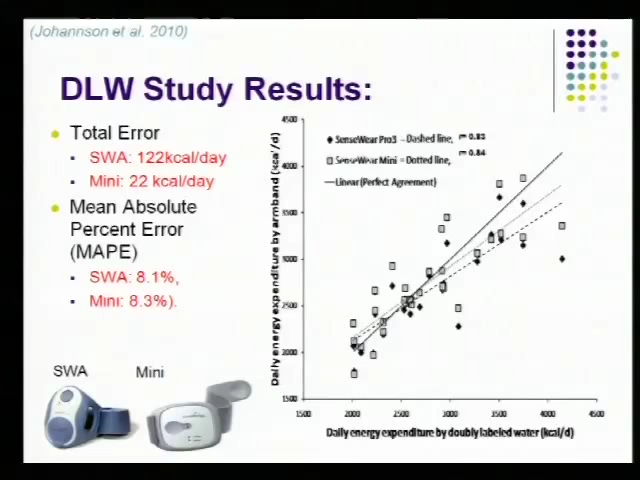 (Johannson et al, 2010)
DLW Study Results:
Total Error
SWA: 122kcal/day
Mini: 22 kcal/day
Mean Absolute
Percent Error
(MAPE)
SWA: 8.1%,
Mini: 8.3%).
SWA
Mini
Daily energy expenditure by armband (kcal/d)
4500
4000
3500
3000
2500
2000
1500
SenseWear Pro3 - Dashed line,
SenseWear Mini = Dotted line, r= 0.84
Linear (Perfect Agreement)
1500 2000 2500 3000 3500 4000 4500
Daily energy expenditure by doubly labeled water (kcal/d)